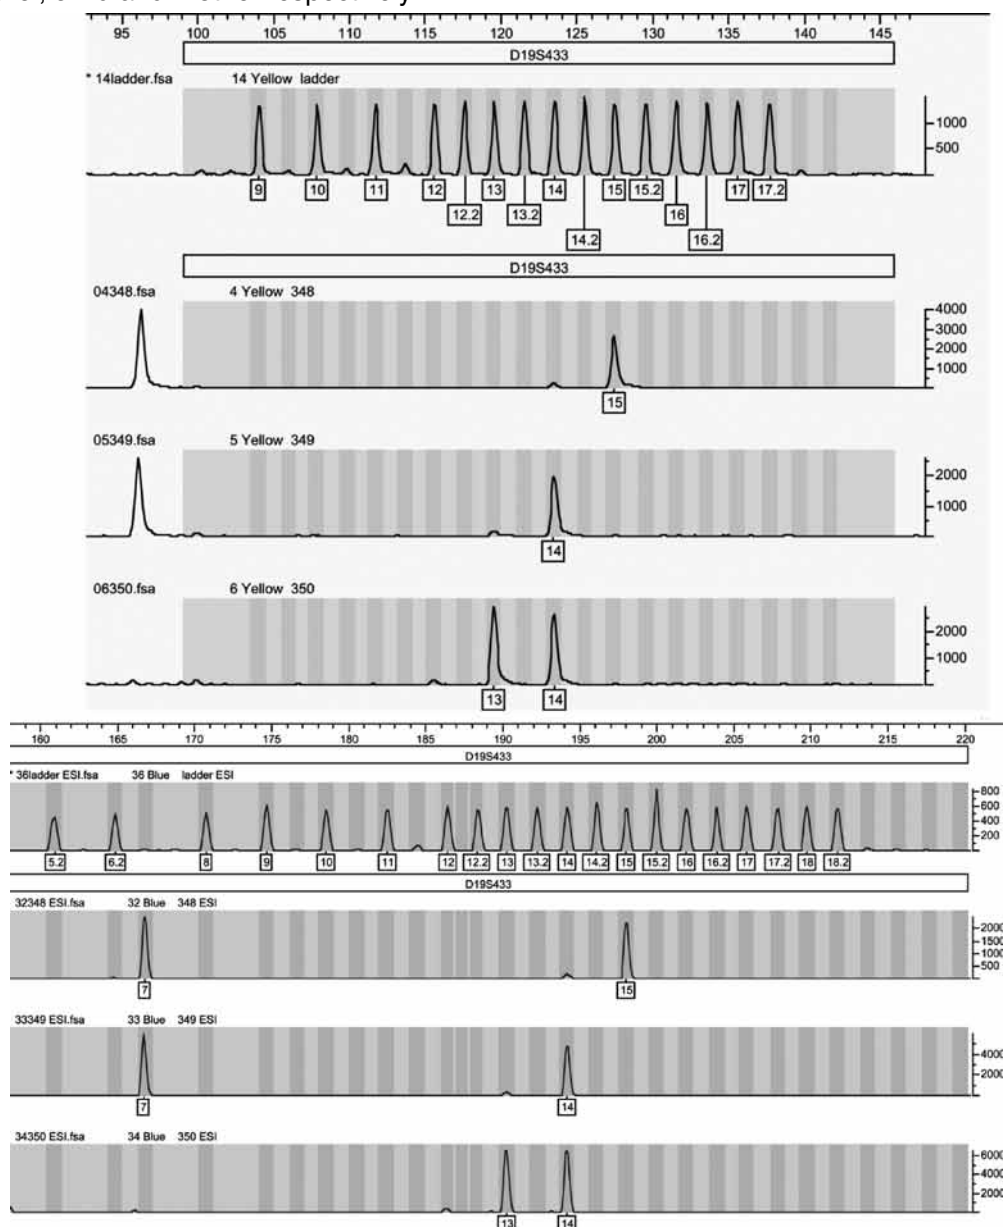 95 100 105 110 115 120 125 130 135 140 145
D19S433
* 14ladder.fsa 14 Yellow ladder
1000
500
9 10 11 12 13 14 15 15.2 16 17 17.2
12.2 13.2 16.2
14.2
D19S433
04348.fsa 4 Yellow 348
4000
3000
2000
1000
15
05349.fsa 5 Yellow 349
2000
1000
14
06350.fsa 6 Yellow 350
2000
1000
13 14
160 165 170 175 180 185 190 195 200 205 210 215 220
D19S433
* 36ladder ESI.fsa 36 Blue ladder ESI
800
600
400
200
5.2 6.2 8 9 10 11 12 12.2 13 13.2 14 14.2 15 15.2 16 16.2 17 17.2 18 18.2
D19S433
32348 ESI.fsa 32 Blue 348 ESI
2000
1500
1000
500
7 15
33349 ESI.fsa 33 Blue 349 ESI
4000
2000
7 14
34350 ESI.fsa 34 Blue 350 ESI
6000
4000
2000
13 14